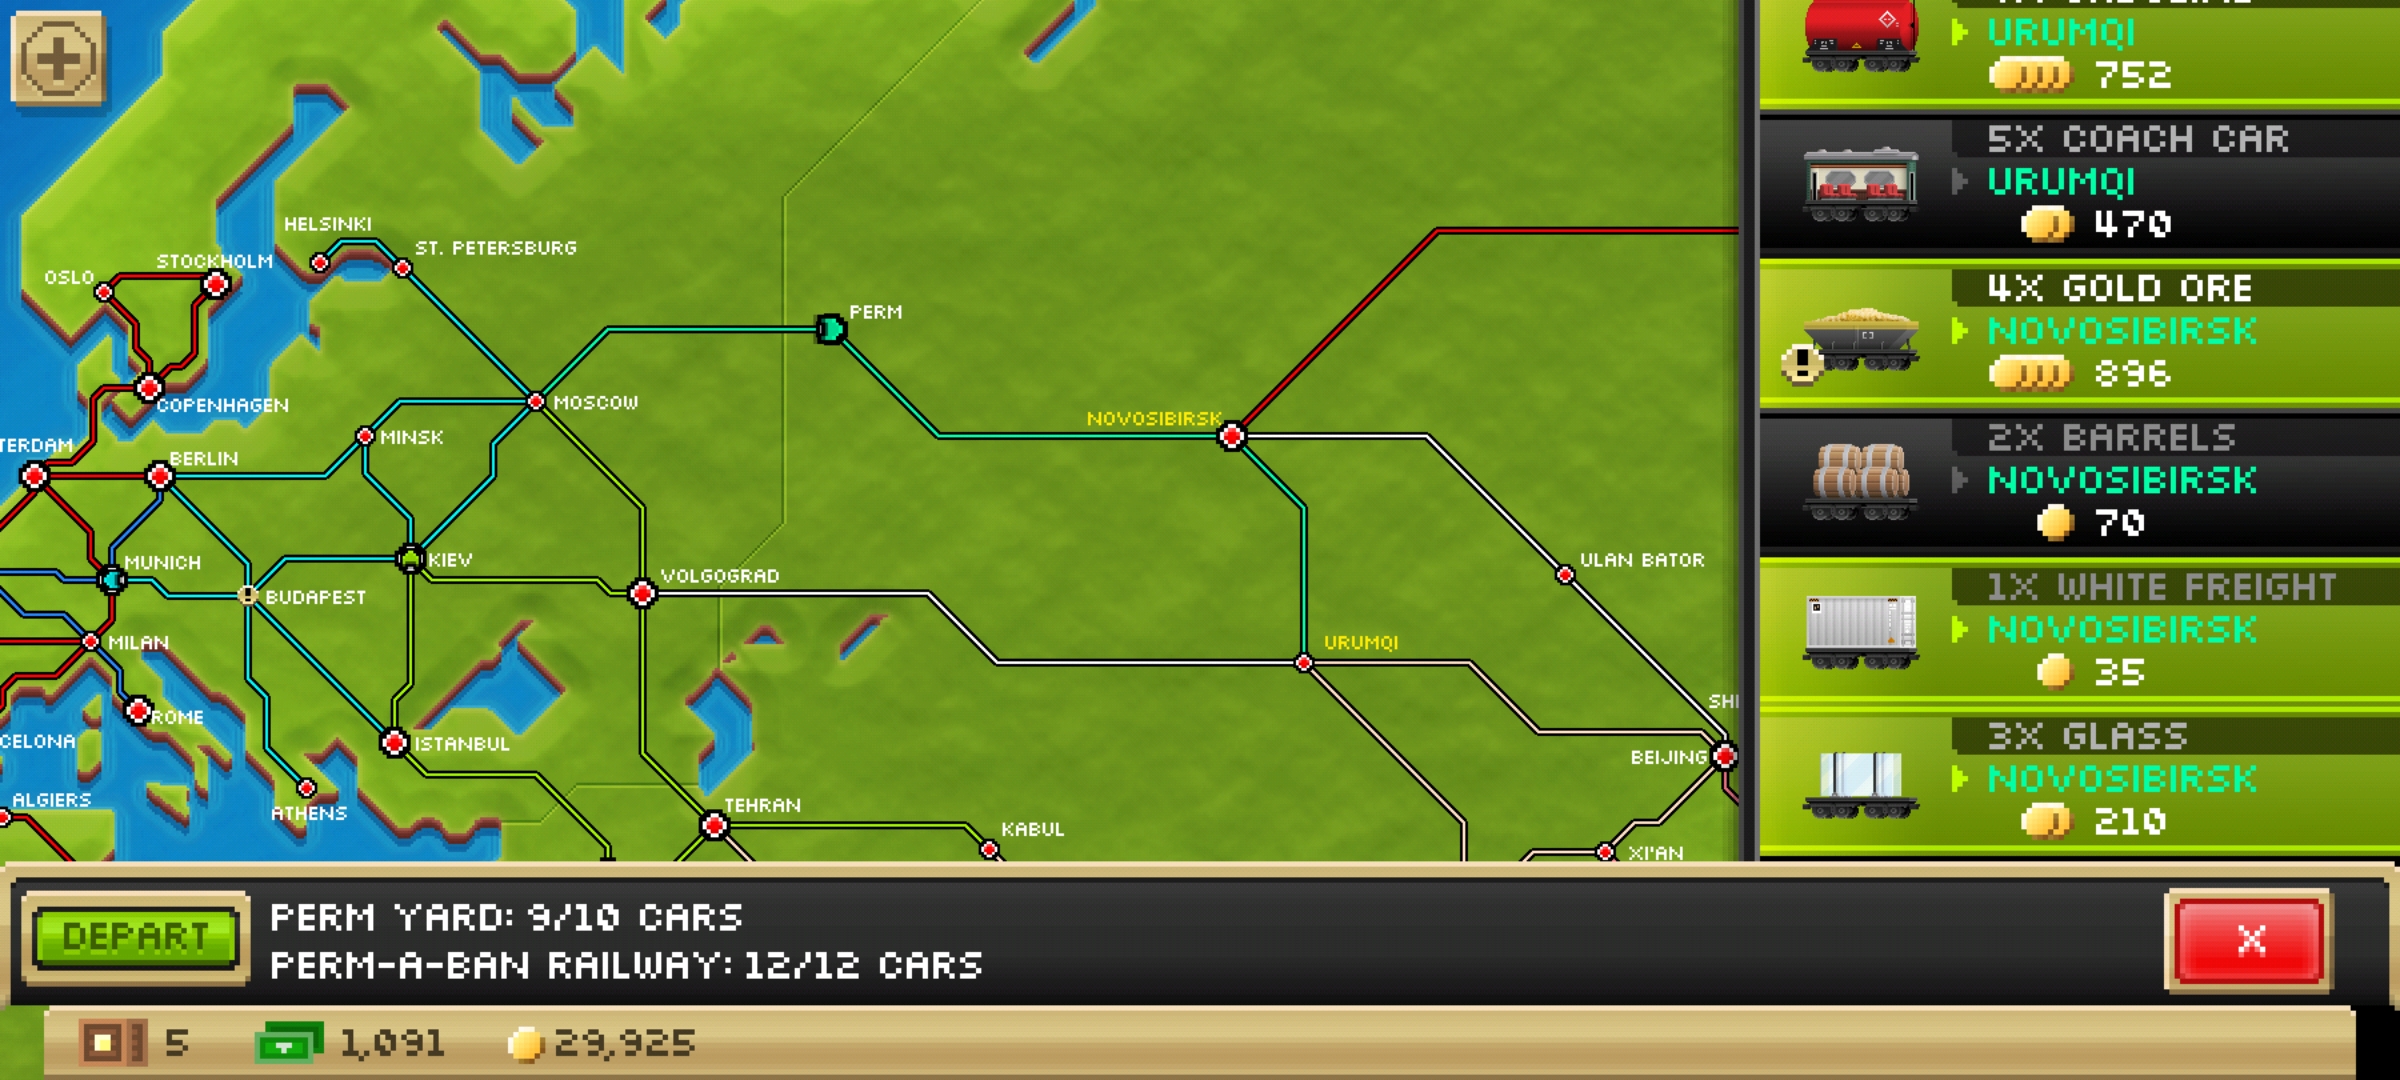 URUMQI
752
5X COACH CAR
URUMQI
470
4X GOLD ORE
NOVOSIBIRSK
896
2X BARRELS
NOVOSIBIRSK
70
1X WHITE FREIGHT
NOVOSIBIRSK
35
3X GLASS
NOVOSIBIRSK
210
HELSINKI
ST. PETERSBURG
STOCKHOLM
OSLO
PERM
COPENHAGEN
MOSCOW
NOVOSIBIRSK
MINSK
TERDAM
BERLIN
MUNICH
KIEV
ULAN BATOR
VOLGOGRAD
BUDAPEST
MILAN
URUMQI
SHE
ROME
CELONA
ISTANBUL
BEIJING
ALGIERS
ATHENS
TEHRAN
KABUL
XI'AN
DEPART
PERM YARD: 9/10 CARS
PERM-A-BAN RAILWAY: 12/12 CARS
X
5
1,091
29,925